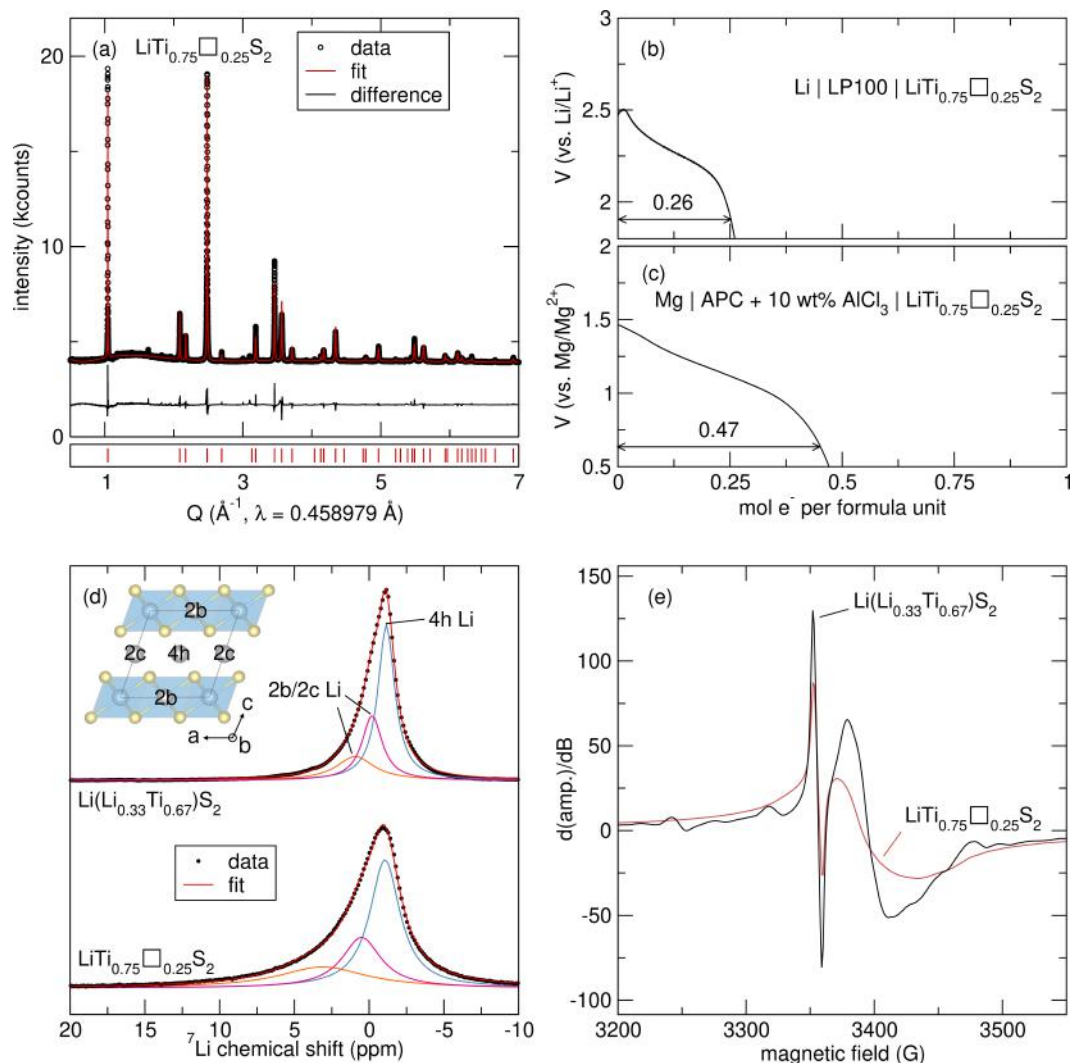 (a) LiTi0.75□0.25S2
data
fit
difference
intensity (kcounts)
20
10
0
1 3 5 7
Q (Å-1, λ = 0.458979 Å)
(b)
Li | LP100 | LiTi0.75□0.25S2
V (vs. Li/Li+)
3
2.5
2
0.26
(c)
Mg | APC + 10 wt% AlCl3 | LiTi0.75□0.25S2
V (vs. Mg/Mg2+)
2
1.5
1
0.5
0.47
0 0.25 0.5 0.75 1
mol e- per formula unit
(d)
2b
2c 4h 2c
2b
a b c
4h Li
2b/2c Li
Li(Li0.33Ti0.67)S2
data
fit
LiTi0.75□0.25S2
20 15 10 5 0 -5 -10
7Li chemical shift (ppm)
(e)
Li(Li0.33Ti0.67)S2
LiTi0.75□0.25S2
d(amp.)/dB
150
100
50
0
-50
-100
3200 3300 3400 3500
magnetic field (G)